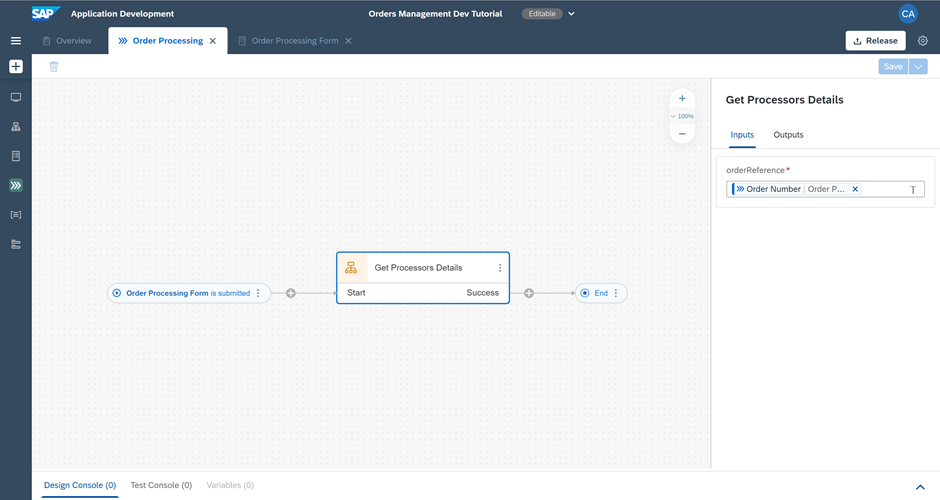 SAP Application Development Orders Management Dev Tutorial Editable CA
Overview Order Processing Order Processing Form Release
Save
100%
Get Processors Details
Inputs Outputs
orderReference*
Order Number Order P... T
Get Processors Details
Start Success
Order Processing Form is submitted
End
Design Console (0) Test Console (0) Variables (0)